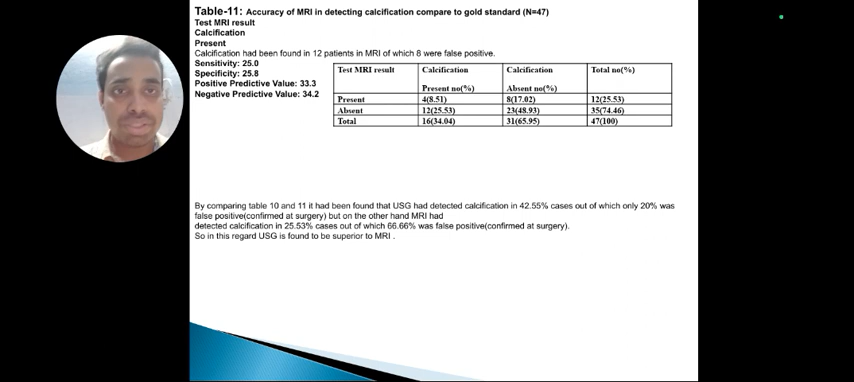 Table-11: Accuracy of MRI in detecting calcification compare to gold standard (N=47)
Test MRI result
Calcification
Present
Calcification had been found in 12 patients in MRI of which 8 were false positive.
Sensitivity: 25.0
Specificity: 25.8
Positive Predictive Value: 33.3
Negative Predictive Value: 34.2
Test MRI result Calcification Calcification Total no(%)
Present no(%) Absent no(%)
Present 4(8.51) 8(17.02) 12(25.53)
Absent 12(25.53) 23(48.93) 35(74.46)
Total 16(34.04) 31(65.95) 47(100)
By comparing table 10 and 11 it had been found that USG had detected calcification in 42.55% cases out of which only 20% was
false positive(confirmed at surgery) but on the other hand MRI had
detected calcification in 25.53% cases out of which 66.66% was false positive(confirmed at surgery).
So in this regard USG is found to be superior to MRI .